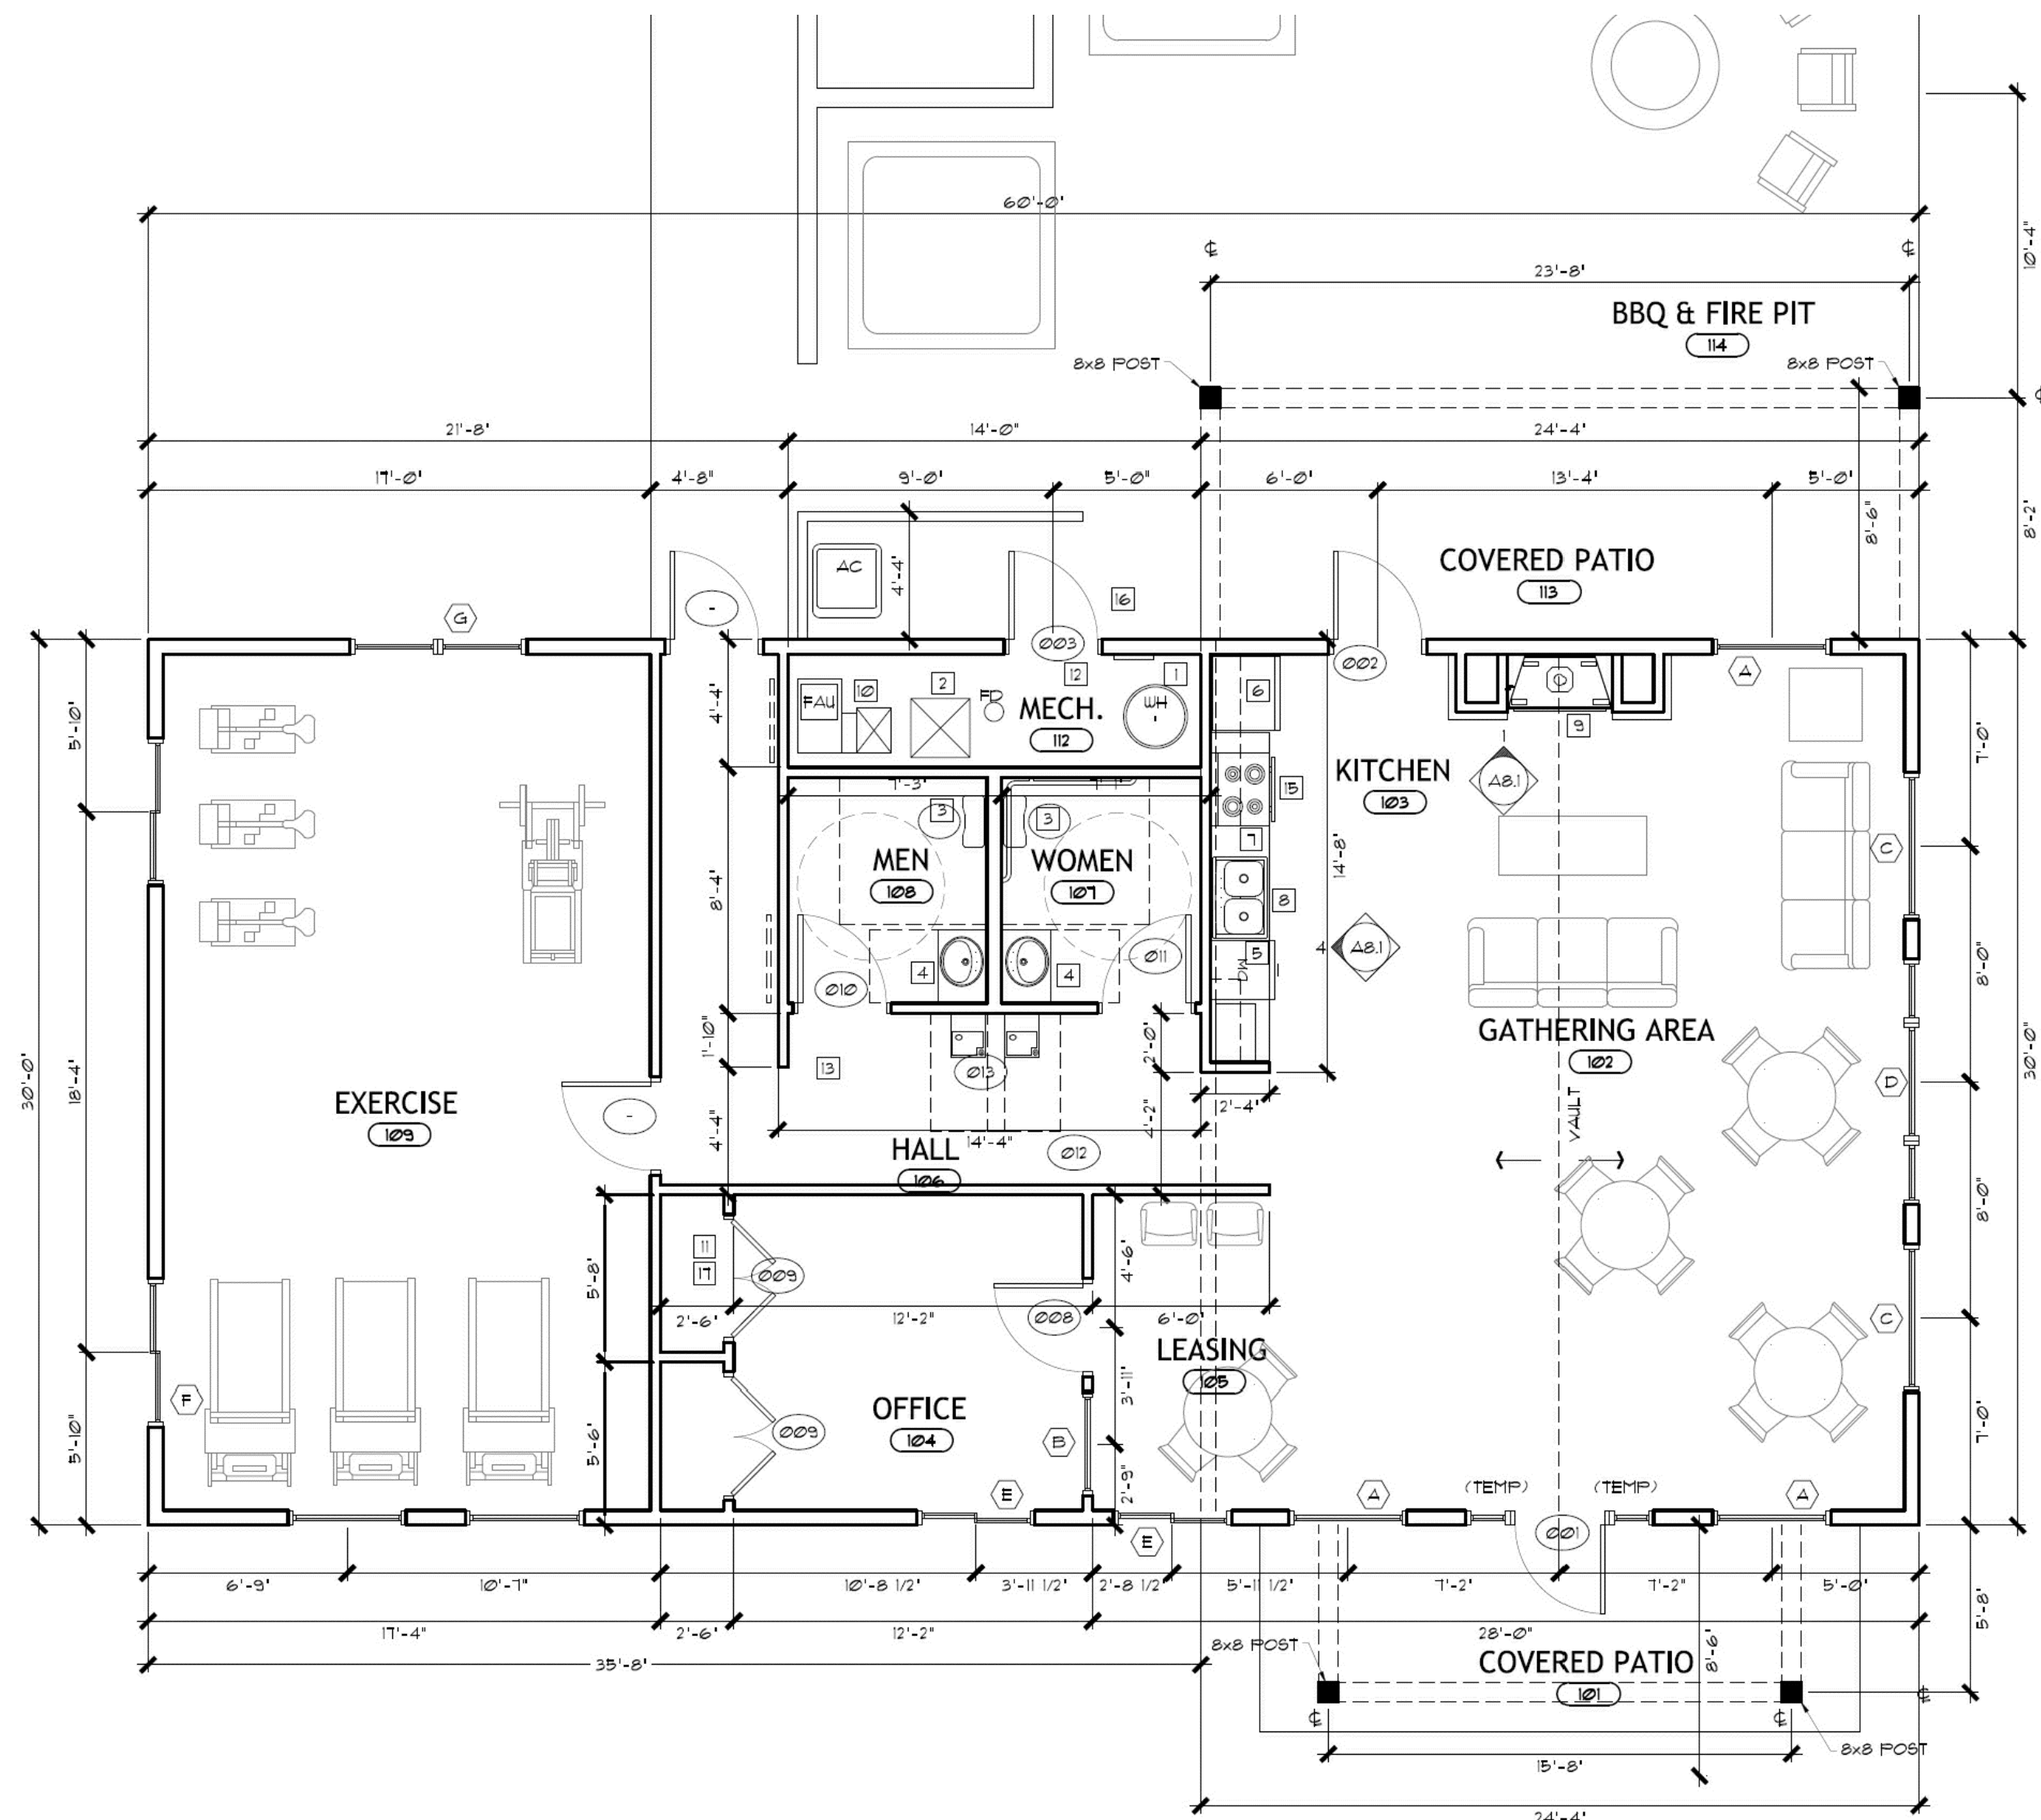 60'-0"
10'-4"
℄ ℄
23'-8"
BBQ & FIRE PIT
114
8x8 POST
8x8 POST
21'-8"
14'-0"
24'-4"
17'-0"
4'-8"
9'-0"
5'-0"
6'-0"
13'-4"
5'-0"
8'-6"
8'-2"
AC
4'-4"
COVERED PATIO
113
G
-
16
003
002
A
FAU
10
2
FD
12
1
WH
MECH.
112
6
9
5'-10"
4'-4"
7'-0"
KITCHEN
103
1
A8.1
15
7'-3"
7'-1"
3
3
7
MEN
108
WOMEN
107
14'-8"
C
8'-4"
8
4
A8.1
4
4
5
011
010
8'-0"
GATHERING AREA
102
1'-10"
2'-0"
13
013
30'-0"
18'-4"
30'-0"
D
EXERCISE
109
-
VAULT
2'-4"
4'-4"
4'-2"
14'-4"
HALL
106
012
8'-0"
11
17
009
5'-8"
4'-6"
2'-6"
12'-2"
008
6'-0"
C
LEASING
105
3'-11"
F
OFFICE
104
009
B
5'-10"
5'-6"
7'-0"
2'-9"
E
A
(TEMP)
(TEMP)
A
E
001
6'-9"
10'-7"
10'-8 1/2"
3'-11 1/2"
2'-8 1/2"
5'-11 1/2"
7'-2"
7'-2"
5'-0"
5'-8"
17'-4"
2'-6"
12'-2"
28'-0"
35'-8"
8x8 POST
COVERED PATIO
101
8'-6"
℄ ℄ ℄
8x8 POST
15'-8"
24'-4"